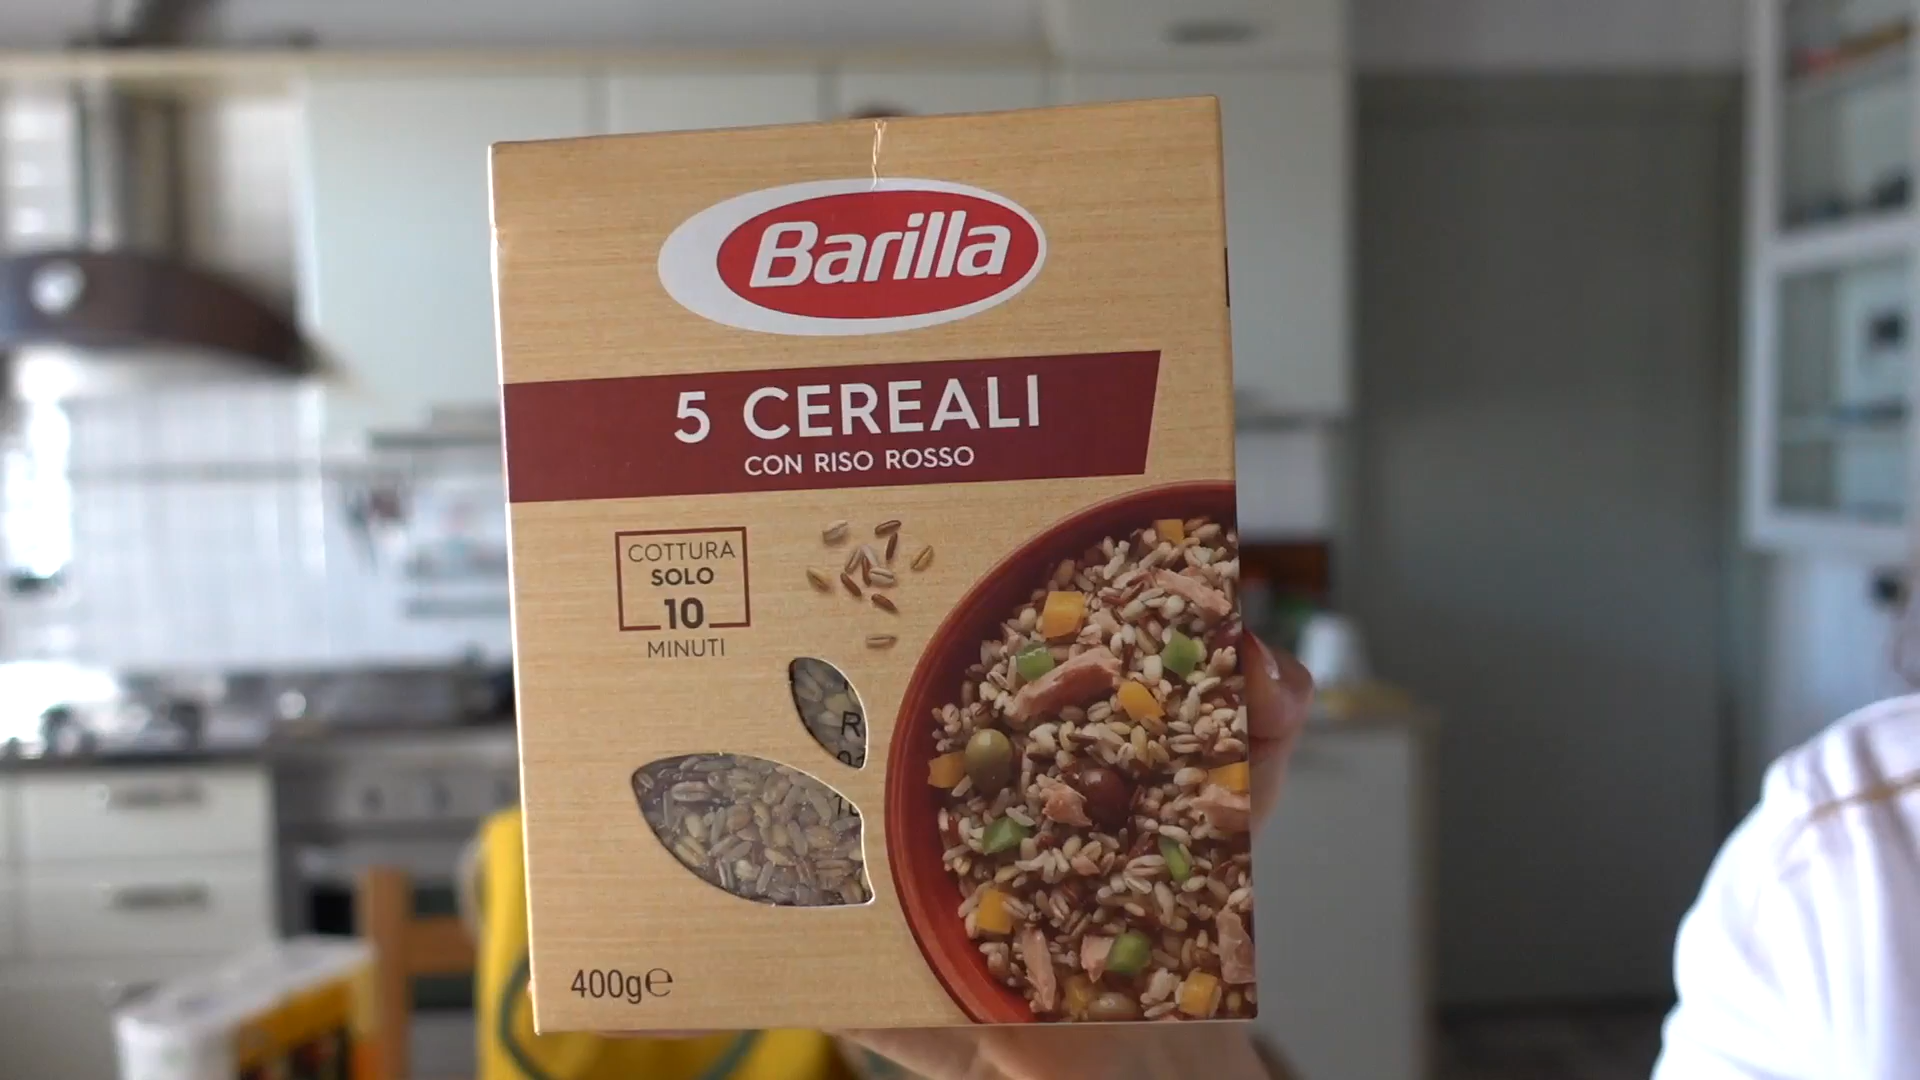 Barilla
5 CEREALI
CON RISO ROSSO
COTTURA
SOLO
10
MINUTI
R
400g℮